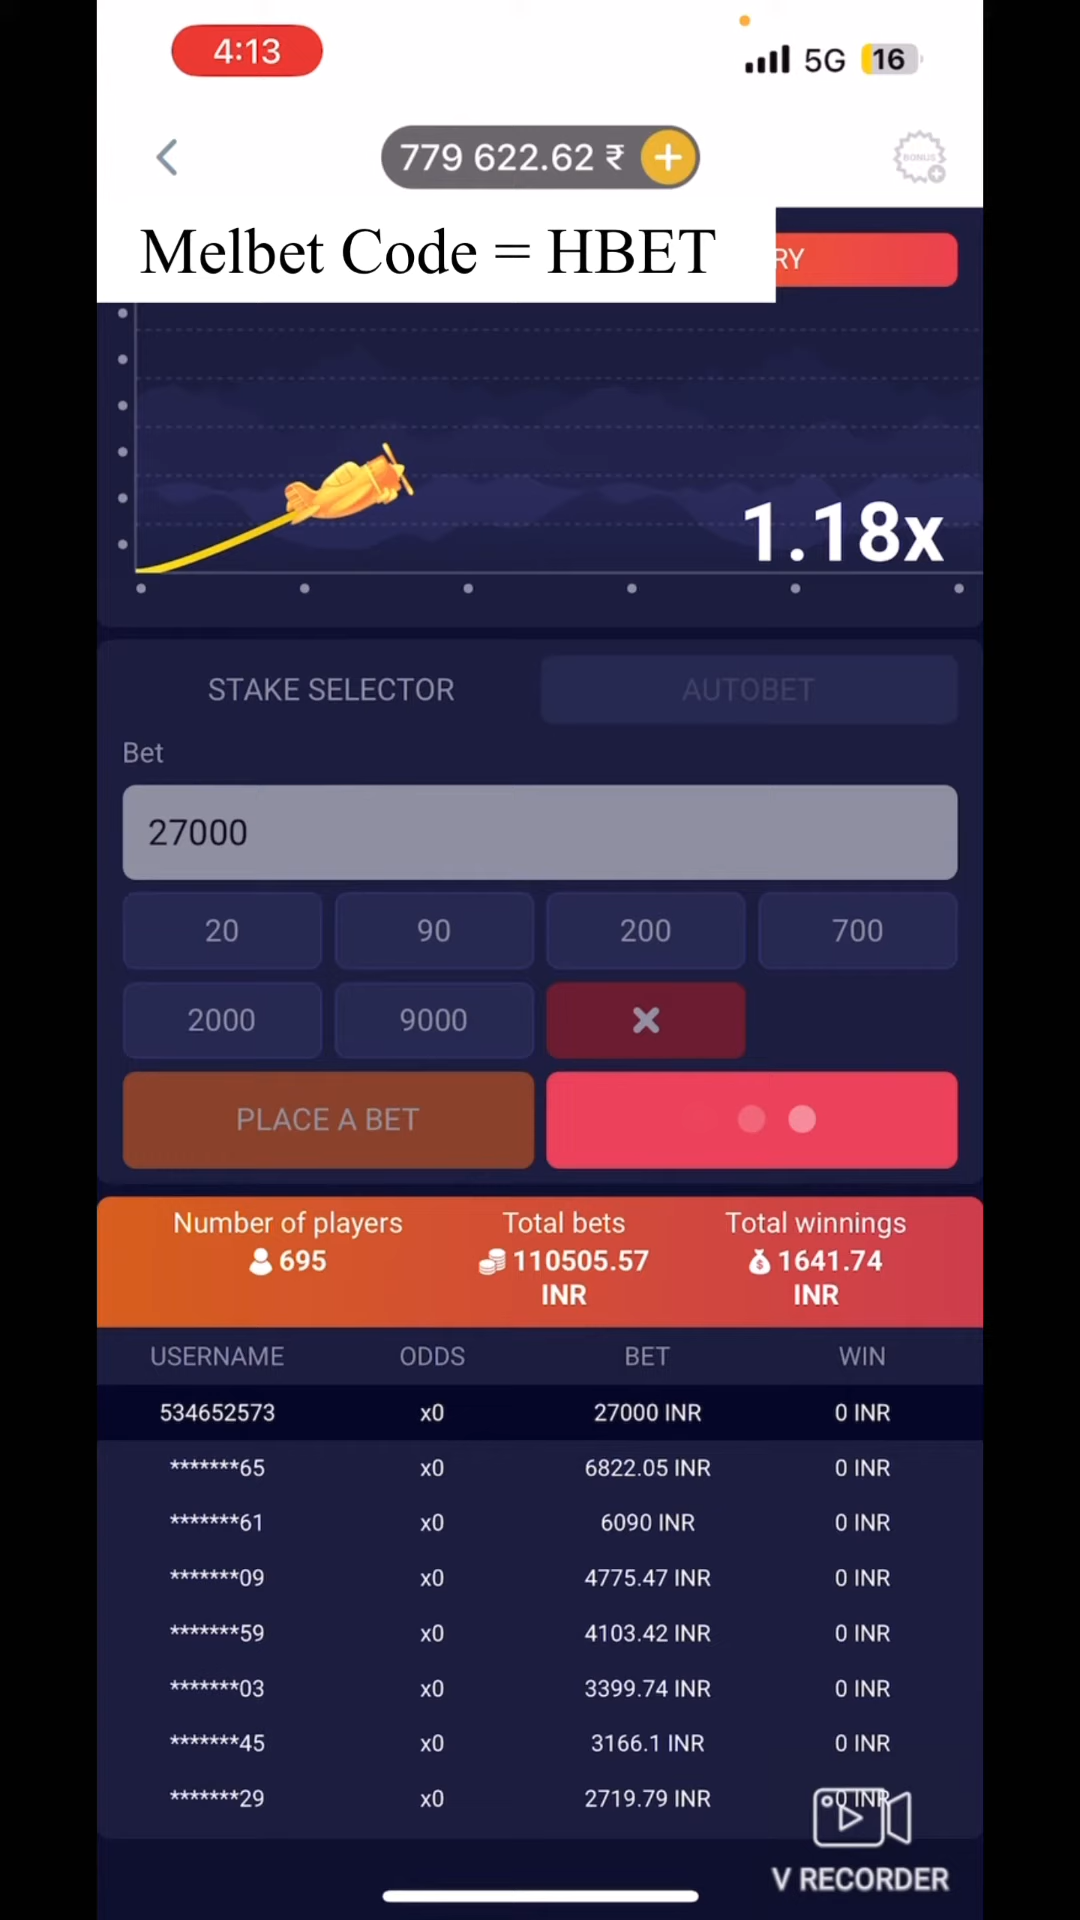 4:13
5G 16
779 622.62 ₹ +
BONUS
Melbet Code = HBET
RY
1.18x
STAKE SELECTOR AUTOBET
Bet
27000
20 90 200 700
2000 9000
PLACE A BET
Number of players Total bets Total winnings
695 110505.57 1641.74
INR INR
USERNAME ODDS BET WIN
534652573 x0 27000 INR 0 INR
*******65 x0 6822.05 INR 0 INR
*******61 x0 6090 INR 0 INR
*******09 x0 4775.47 INR 0 INR
*******59 x0 4103.42 INR 0 INR
*******03 x0 3399.74 INR 0 INR
*******45 x0 3166.1 INR 0 INR
*******29 x0 2719.79 INR 0 INR
V RECORDER